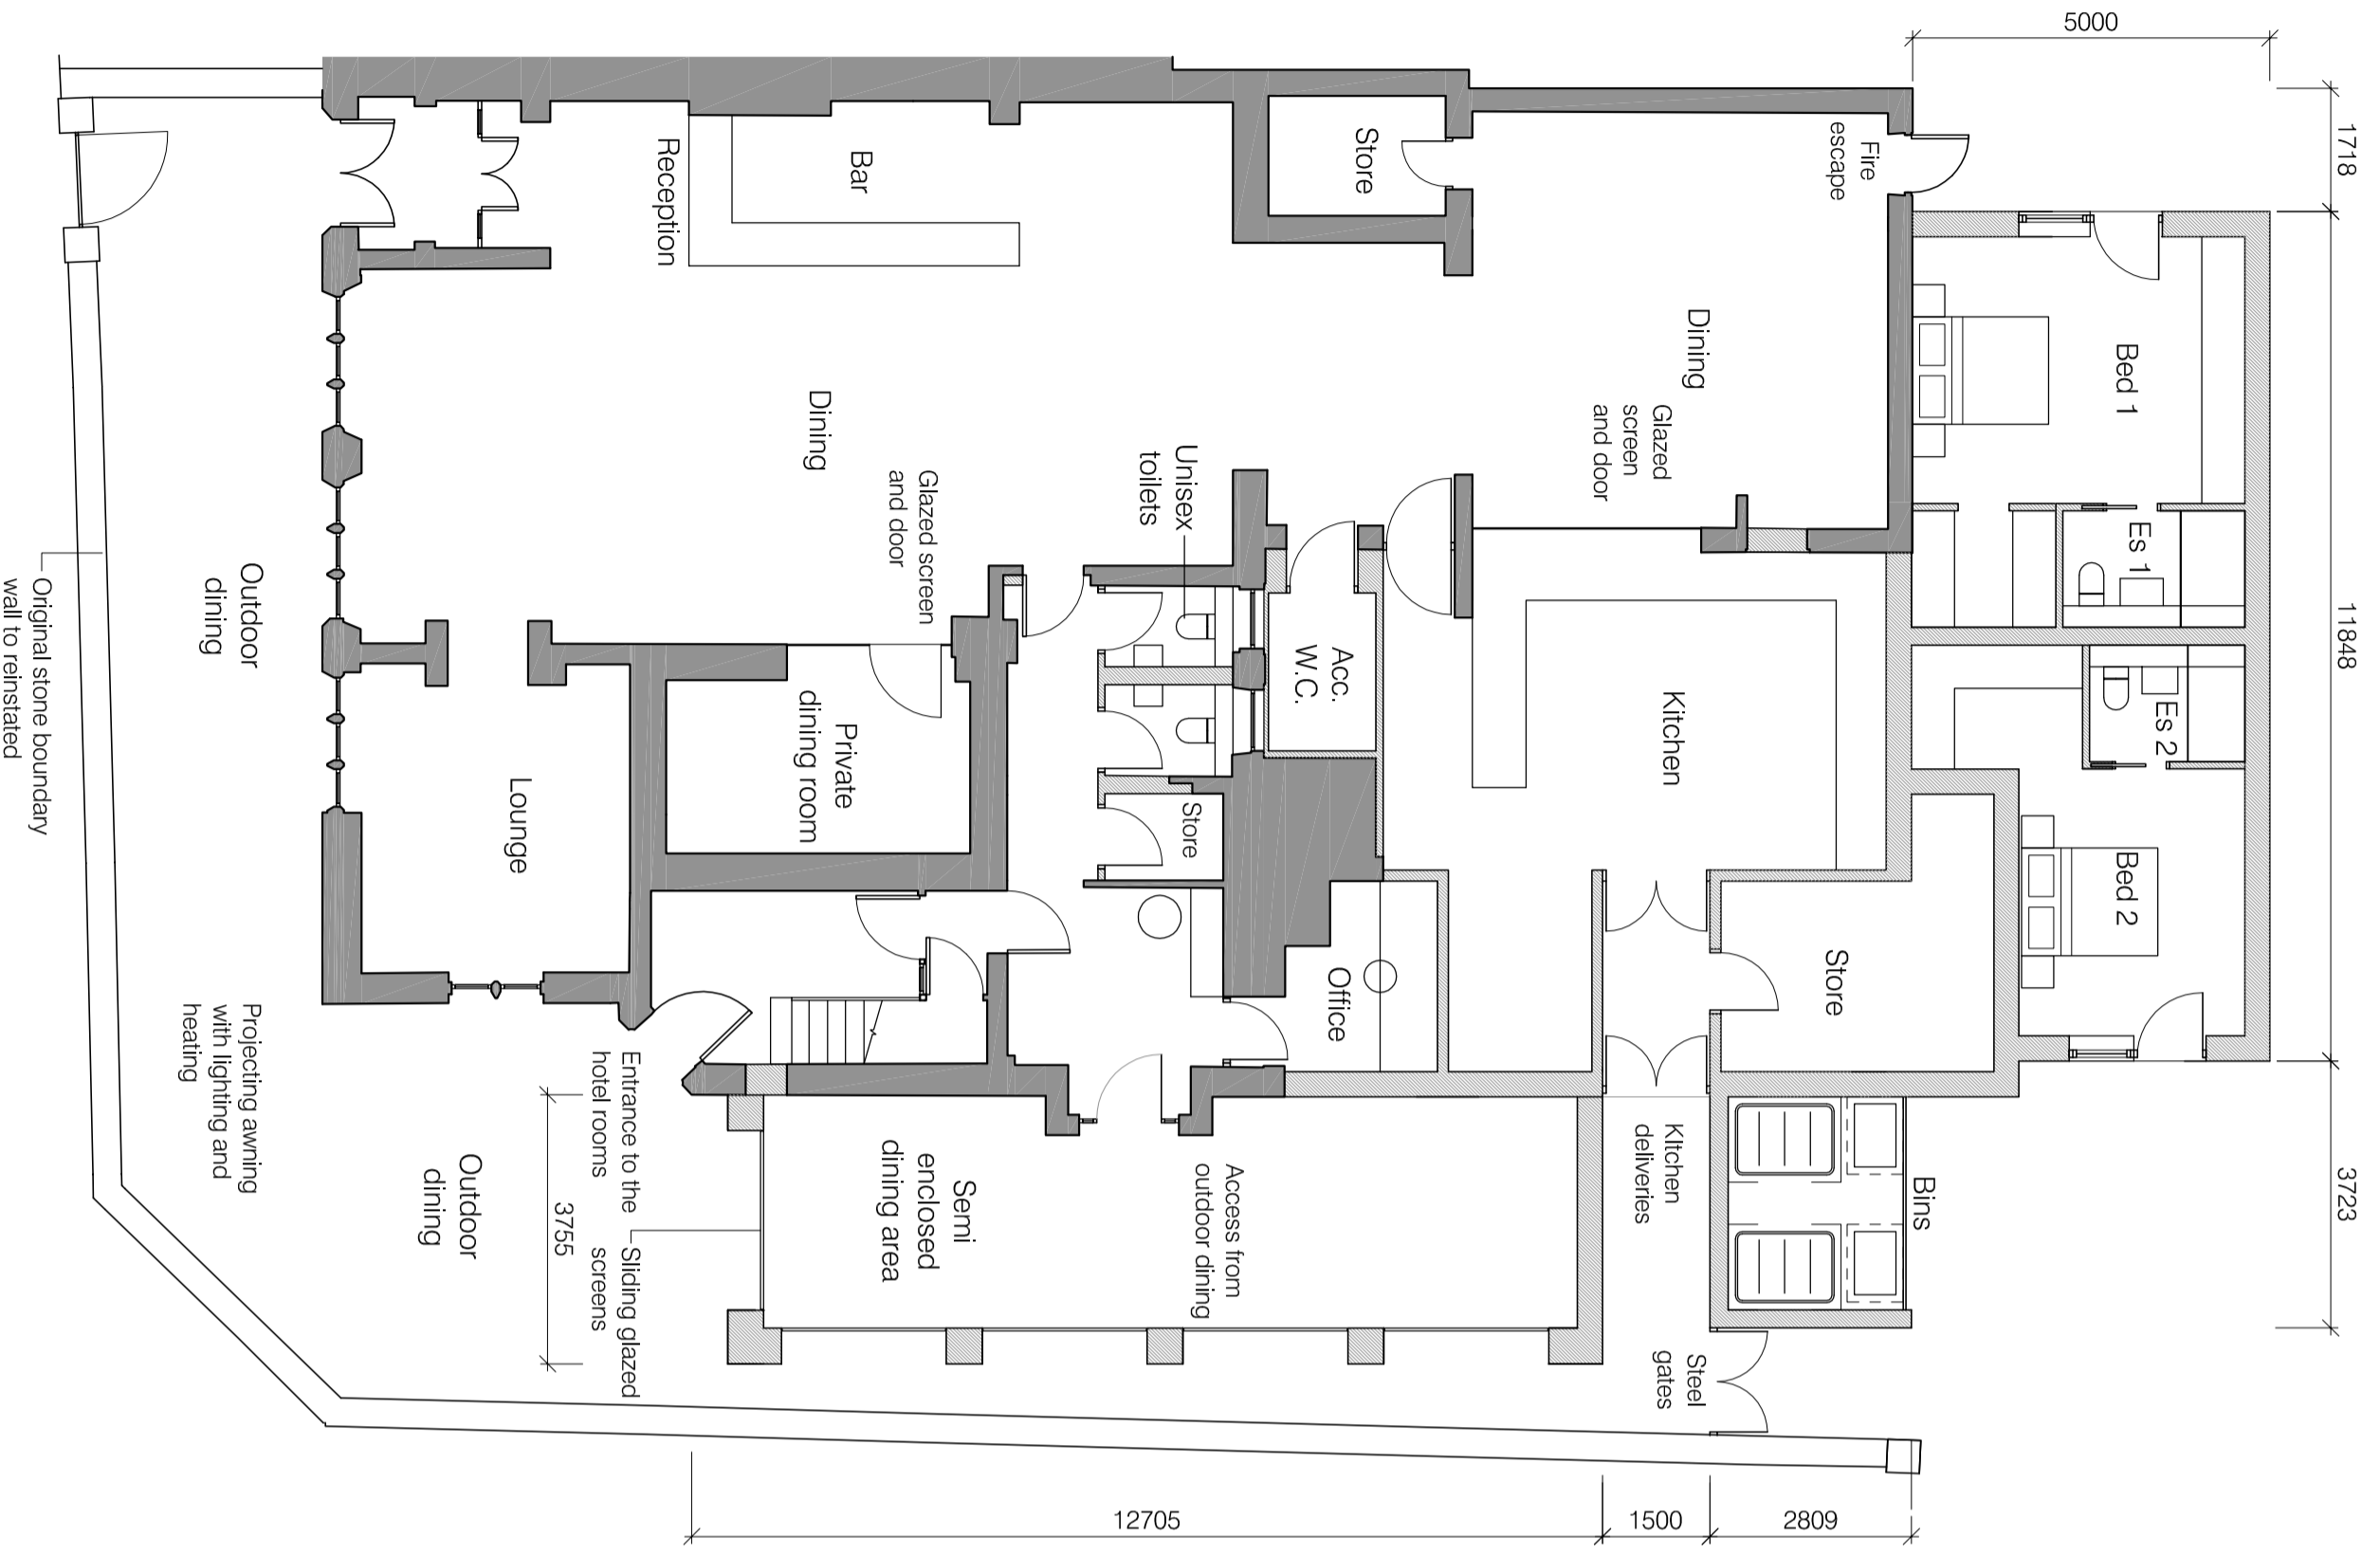 5000
1718
11848
3723
Fire
escape
Bed 1
Es 1
Es 2
Bed 2
Store
Dining
Glazed
screen
and door
Kitchen
Store
Bins
KItchen
deliveries
Steel
gates
Bar
Reception
Dining
Unisex
toilets
Glazed screen
and door
Acc.
W.C.
Store
Office
Private
dining room
Lounge
Access from
outdoor dining
Semi
enclosed
dining area
Entrance to the
hotel rooms
Sliding glazed
screens
3755
Outdoor
dining
Outdoor
dining
Projecting awning
with lighting and
heating
Original stone boundary
wall to reinstated
12705
1500
2809